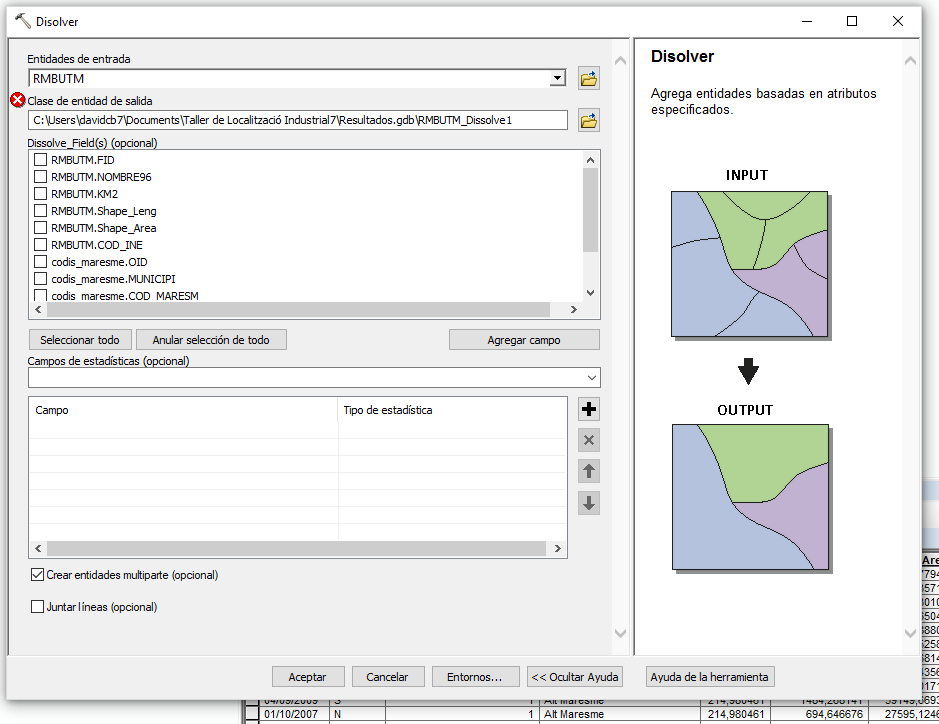 Disolver
Entidades de entrada
RMBUTM
Clase de entidad de salida
C:\Users\davidcb7\Documents\Taller de Localització Industrial7\Resultados.gdb\RMBUTM_Dissolve1
Dissolve_Field(s) (opcional)
RMBUTM.FID
RMBUTM.NOMBRE96
RMBUTM.KM2
RMBUTM.Shape_Leng
RMBUTM.Shape_Area
RMBUTM.COD_INE
codis_maresme.OID
codis_maresme.MUNICIPI
codis_maresme.COD_MARESM
Seleccionar todo
Anular selección de todo
Agregar campo
Campos de estadísticas (opcional)
Campo
Tipo de estadística
Crear entidades multiparte (opcional)
Juntar líneas (opcional)
Aceptar
Cancelar
Entornos...
<< Ocultar Ayuda
Ayuda de la herramienta
Disolver
Agrega entidades basadas en atributos
especificados.
INPUT
OUTPUT
01/10/2007 N 1 Alt Maresme 214,980461 694,646676 27595,1246